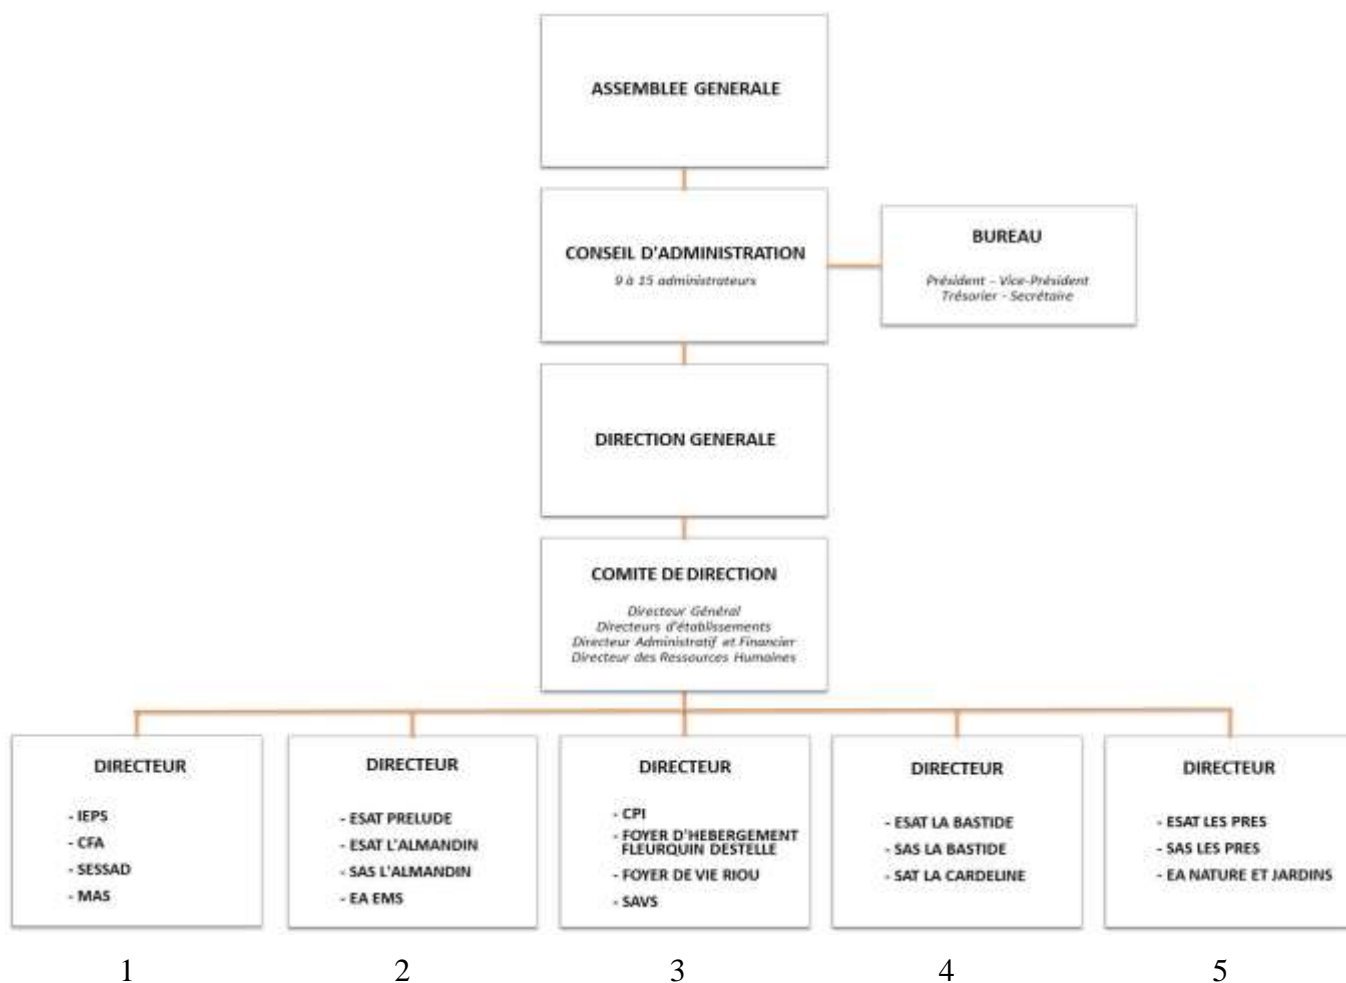 ASSEMBLEE GENERALE
CONSEIL D'ADMINISTRATION
9 à 15 administrateurs
BUREAU
Président - Vice-Président
Trésorier - Secrétaire
DIRECTION GENERALE
COMITE DE DIRECTION
Directeur Général
Directeurs d'établissements
Directeur Administratif et Financier
Directeur des Ressources Humaines
DIRECTEUR
- IEPS
- CFA
- SESSAD
- MAS
DIRECTEUR
- ESAT PRELUDE
- ESAT L'ALMANDIN
- SAS L'ALMANDIN
- EA EMS
DIRECTEUR
- CPI
- FOYER D'HEBERGEMENT
FLEURQUIN DESTELLE
- FOYER DE VIE RIOU
- SAVS
DIRECTEUR
- ESAT LA BASTIDE
- SAS LA BASTIDE
- SAT LA CARDELINE
DIRECTEUR
- ESAT LES PRES
- SAS LES PRES
- EA NATURE ET JARDINS
1 2 3 4 5